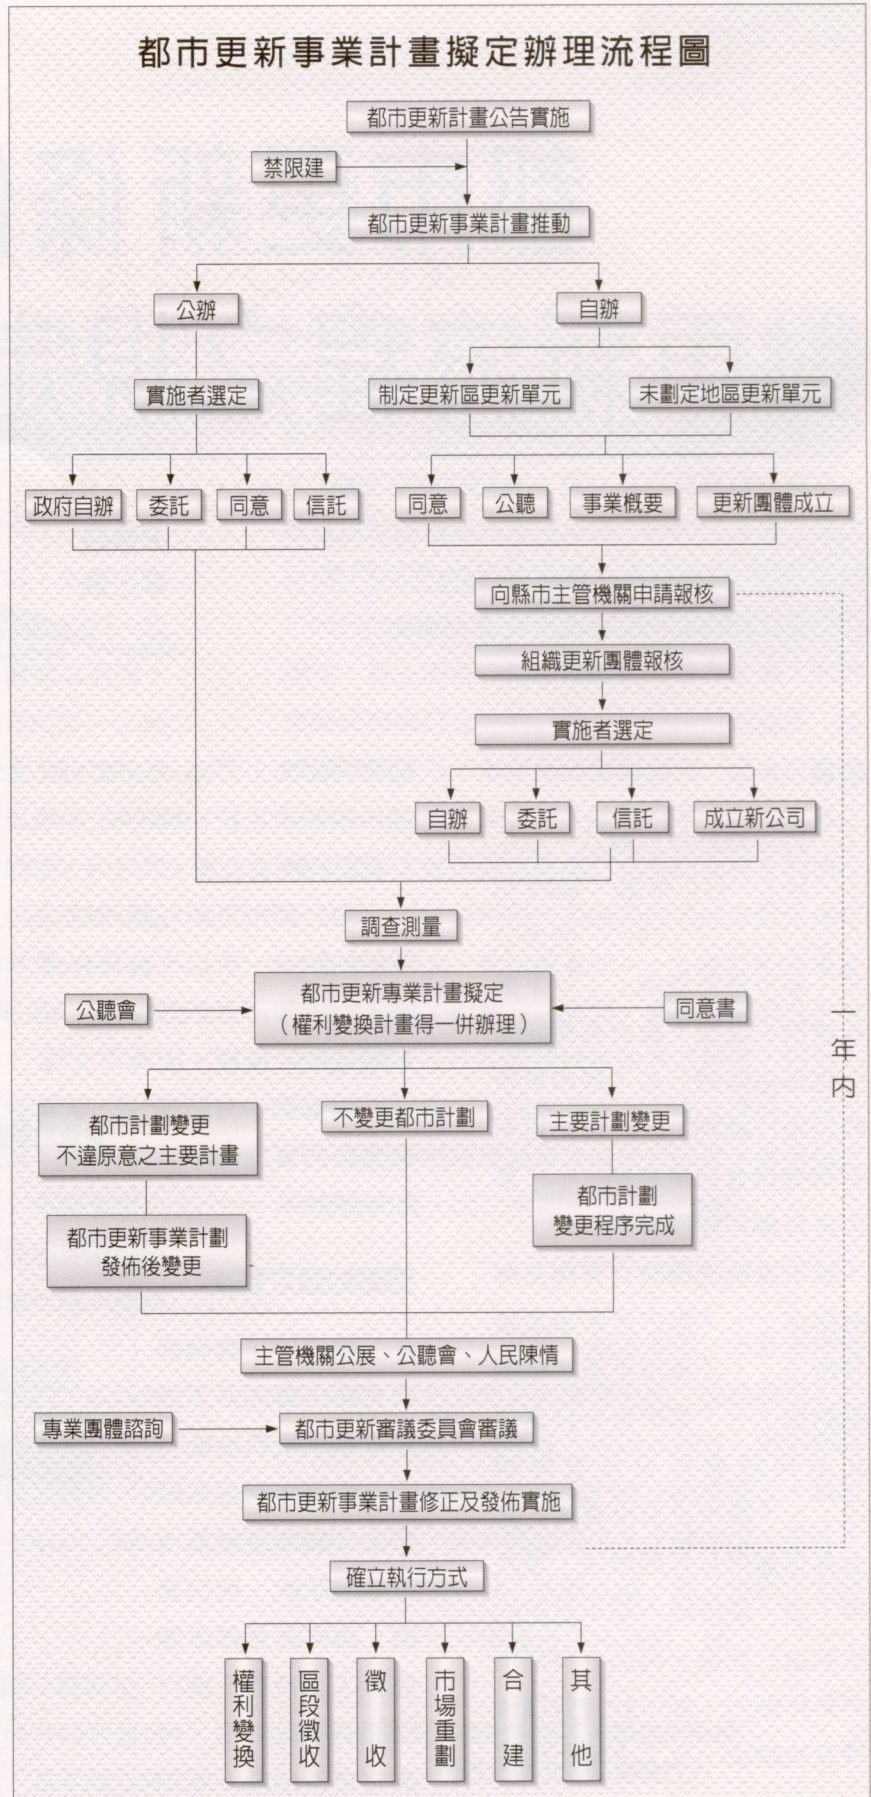 都市更新事業計畫擬定辦理流程圖
都市更新計畫公告實施
禁限建
都市更新事業計畫推動
公辦
自辦
實施者選定
制定更新區更新單元
未劃定地區更新單元
政府自辦
委託
同意
信託
同意
公聽
事業概要
更新團體成立
向縣市主管機關申請報核
組織更新團體報核
實施者選定
自辦
委託
信託
成立新公司
調查測量
公聽會
都市更新專業計畫擬定
（權利變換計畫得一併辦理）
同意書
一年內
都市計劃變更
不違原意之主要計畫
不變更都市計劃
主要計劃變更
都市計劃
變更程序完成
都市更新事業計劃
發佈後變更
主管機關公展、公聽會、人民陳情
專業團體諮詢
都市更新審議委員會審議
都市更新事業計畫修正及發佈實施
確立執行方式
權利變換
區段徵收
徵收
市場重劃
合建
其他